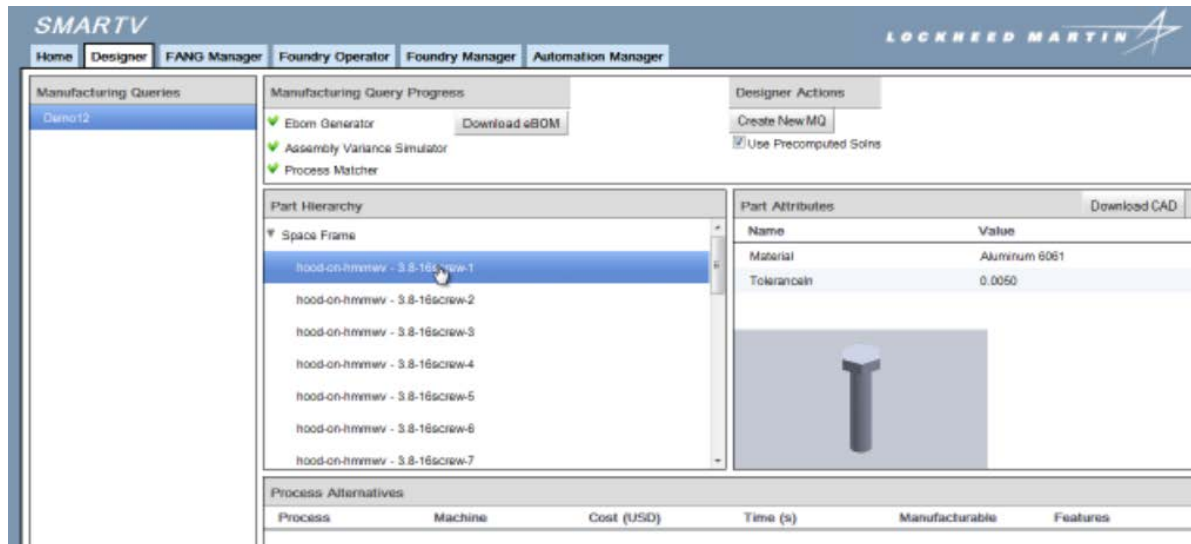 SMARTV
LOCKHEED MARTIN
Home Designer FANG Manager Foundry Operator Foundry Manager Automation Manager
Manufacturing Queries
Demo12
Manufacturing Query Progress
Ebom Generator
Download eBOM
Assembly Variance Simulator
Process Matcher
Designer Actions
Create New MQ
Use Precomputed Solns
Part Hierarchy
Space Frame
hood-on-hmmwv - 3.8-16screw-1
hood-on-hmmwv - 3.8-16screw-2
hood-on-hmmwv - 3.8-16screw-3
hood-on-hmmwv - 3.8-16screw-4
hood-on-hmmwv - 3.8-16screw-5
hood-on-hmmwv - 3.8-16screw-6
hood-on-hmmwv - 3.8-16screw-7
Part Attributes
Download CAD
Name Value
Material Aluminum 6061
ToleranceIn 0.0050
Process Alternatives
Process Machine Cost (USD) Time (s) Manufacturable Features